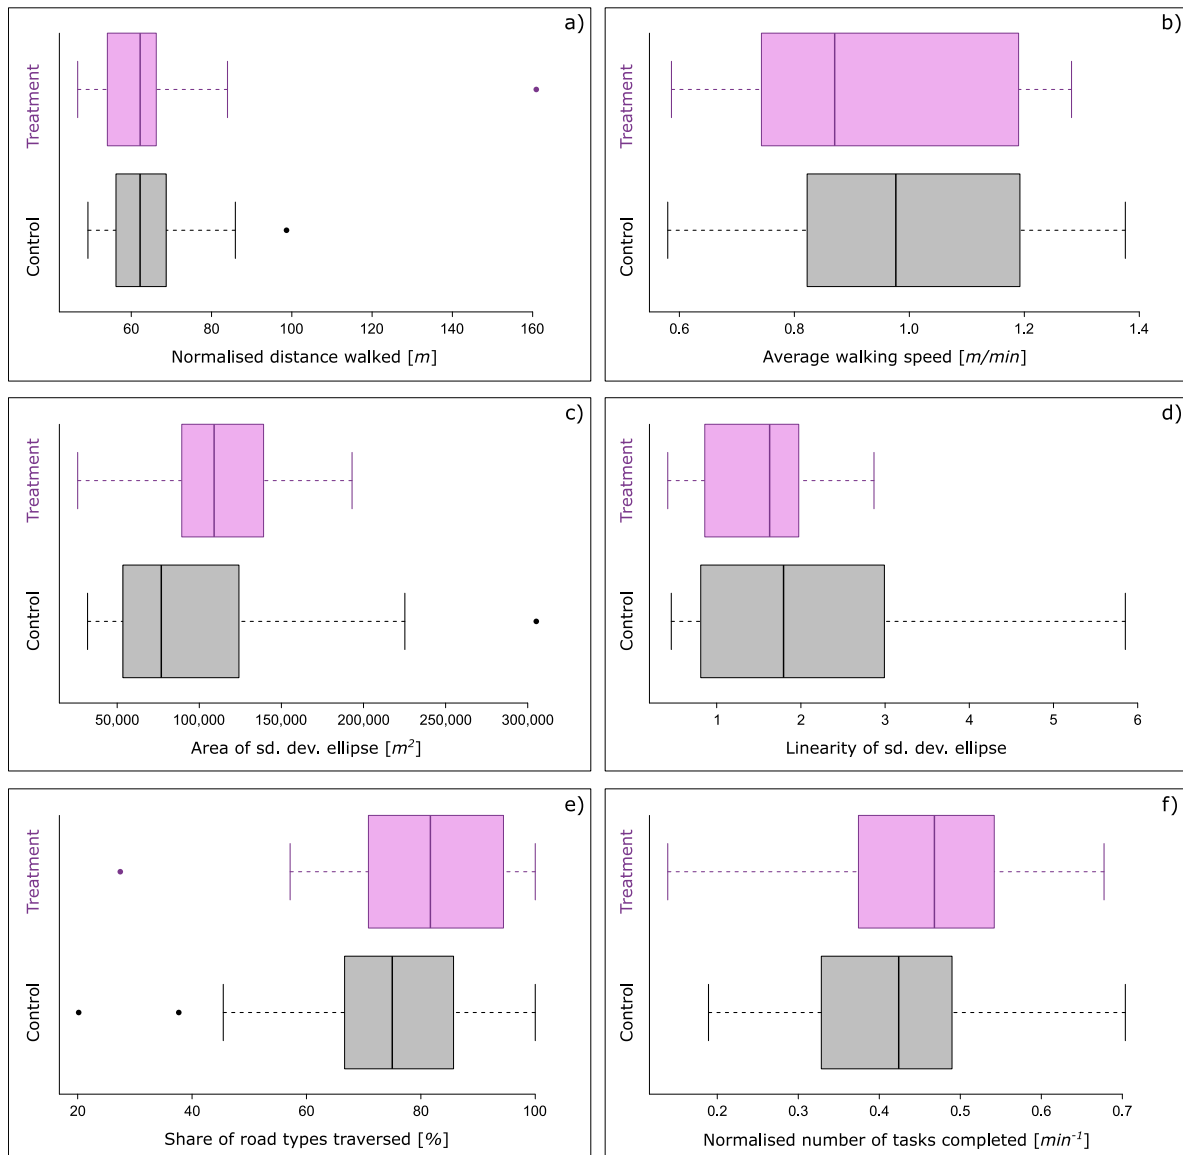 a)
Treatment
Control
60 80 100 120 140 160
Normalised distance walked [m]
b)
Treatment
Control
0.6 0.8 1.0 1.2 1.4
Average walking speed [m/min]
c)
Treatment
Control
50,000 100,000 150,000 200,000 250,000 300,000
Area of sd. dev. ellipse [m²]
d)
Treatment
Control
1 2 3 4 5 6
Linearity of sd. dev. ellipse
e)
Treatment
Control
20 40 60 80 100
Share of road types traversed [%]
f)
Treatment
Control
0.2 0.3 0.4 0.5 0.6 0.7
Normalised number of tasks completed [min⁻¹]